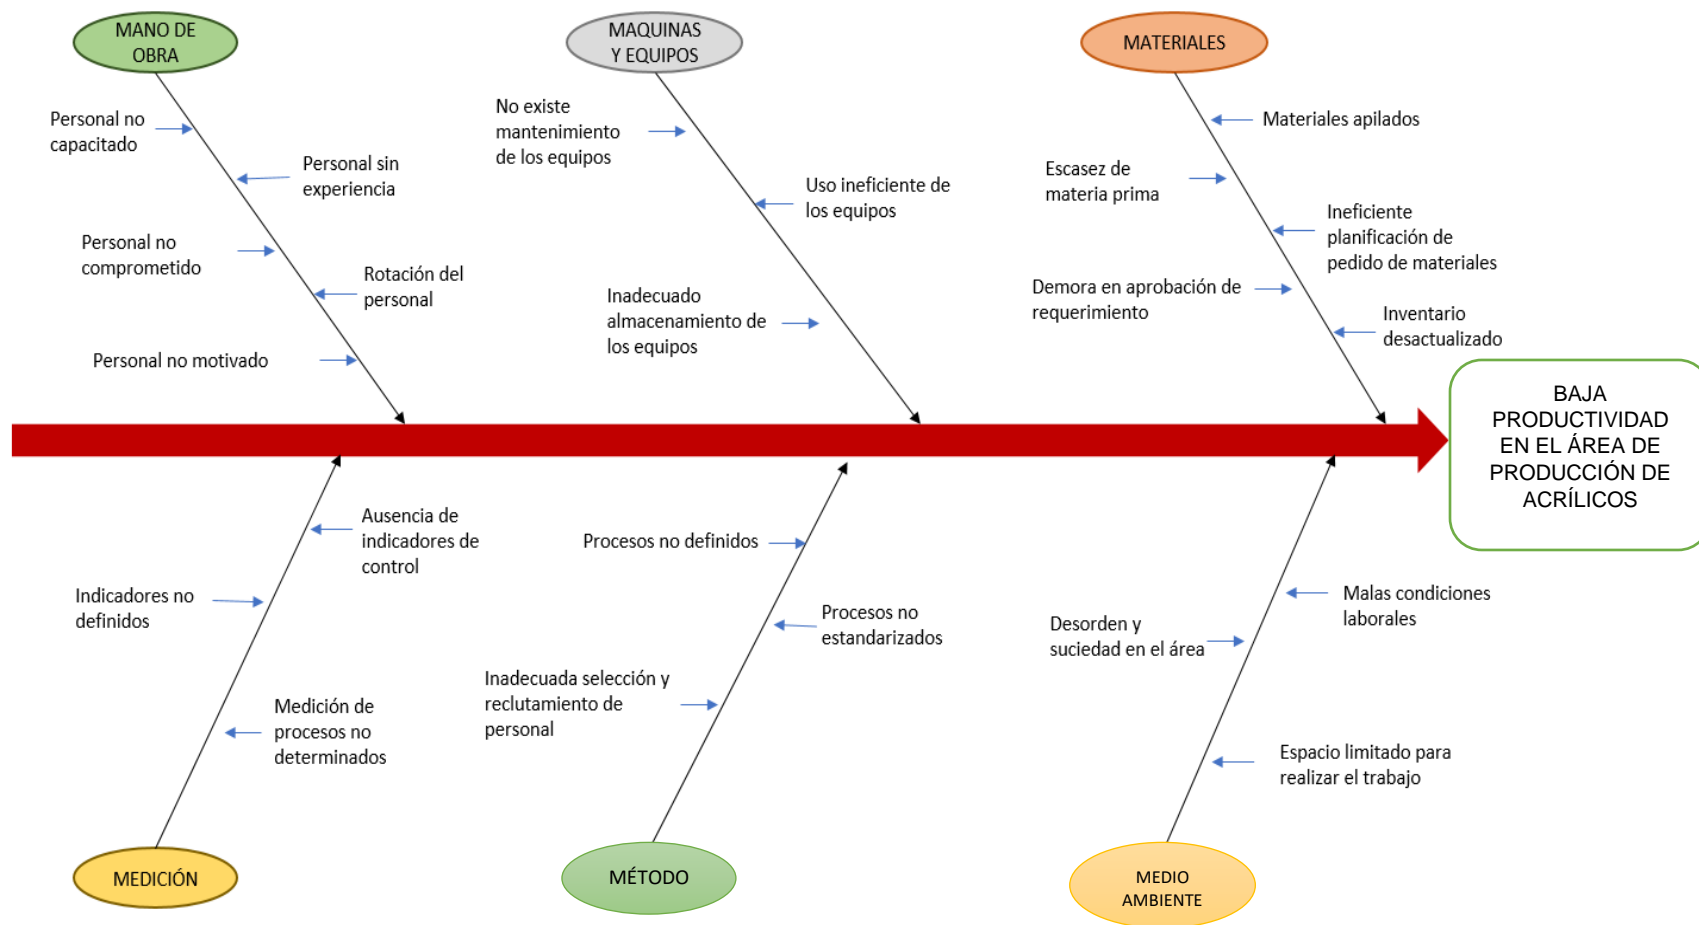 MANO DE
OBRA
MAQUINAS
Y EQUIPOS
MATERIALES
Personal no
capacitado
Personal sin
experiencia
Personal no
comprometido
Rotación del
personal
Personal no motivado
No existe
mantenimiento
de los equipos
Uso ineficiente de
los equipos
Inadecuado
almacenamiento de
los equipos
Materiales apilados
Escasez de
materia prima
Ineficiente
planificación de
pedido de materiales
Demora en aprobación de
requerimiento
Inventario
desactualizado
BAJA
PRODUCTIVIDAD
EN EL ÁREA DE
PRODUCCIÓN DE
ACRÍLICOS
Ausencia de
indicadores de
control
Indicadores no
definidos
Medición de
procesos no
determinados
Procesos no definidos
Procesos no
estandarizados
Inadecuada selección y
reclutamiento de
personal
Malas condiciones
laborales
Desorden y
suciedad en el área
Espacio limitado para
realizar el trabajo
MEDICIÓN
MÉTODO
MEDIO
AMBIENTE